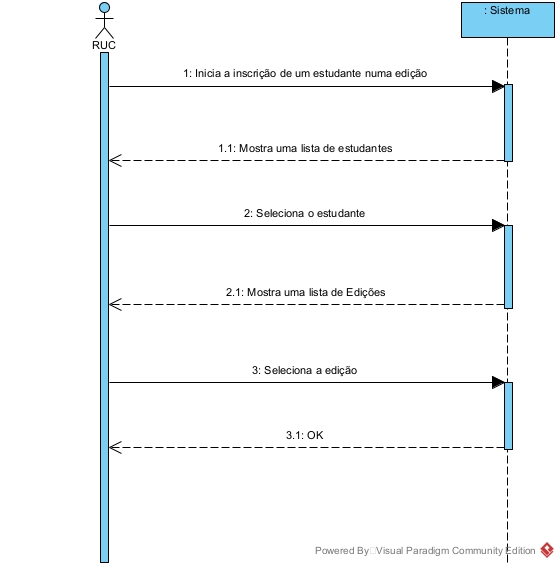 : Sistema
RUC
1: Inicia a inscrição de um estudante numa edição
1.1: Mostra uma lista de estudantes
2: Seleciona o estudante
2.1: Mostra uma lista de Edições
3: Seleciona a edição
3.1: OK
Powered By Visual Paradigm Community Edition